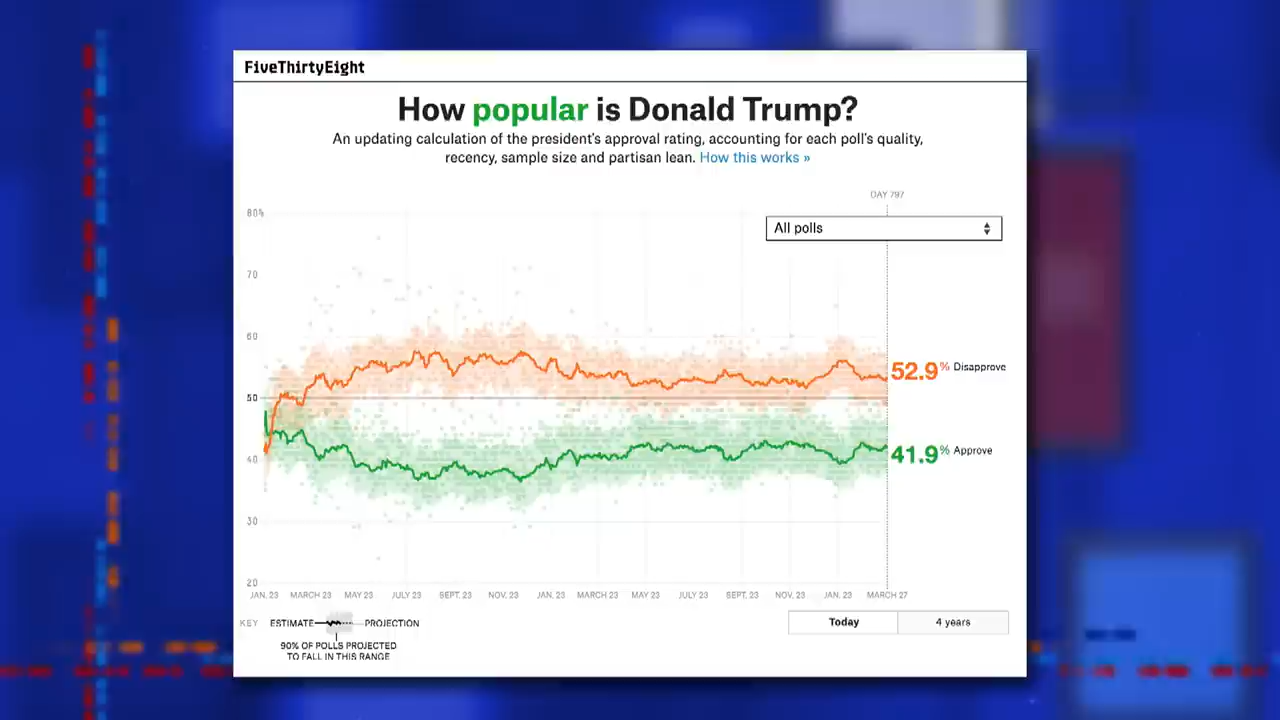 FiveThirtyEight
How popular is Donald Trump?
An updating calculation of the president's approval rating, accounting for each poll's quality,
recency, sample size and partisan lean. How this works »
DAY 797
80%
All polls
70
60
52.9% Disapprove
50
41.9% Approve
40
30
20
JAN. 23 MARCH 23 MAY 23 JULY 23 SEPT. 23 NOV. 23 JAN. 23 MARCH 23 MAY 23 JULY 23 SEPT. 23 NOV. 23 JAN. 23 MARCH 27
KEY ESTIMATE PROJECTION
Today 4 years
90% OF POLLS PROJECTED
TO FALL IN THIS RANGE